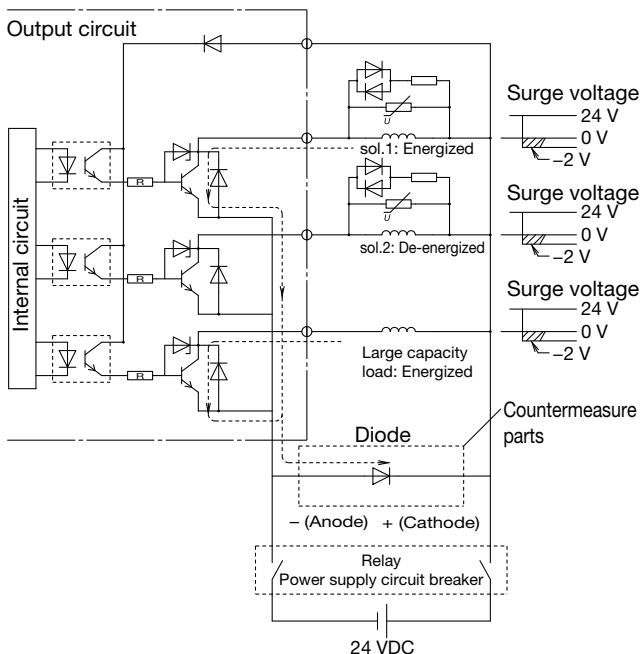 Output circuit
Surge voltage
24 V
0 V
−2 V
U
sol.1: Energized
R
Surge voltage
24 V
0 V
−2 V
U
sol.2: De-energized
Internal circuit
R
Surge voltage
24 V
0 V
−2 V
Large capacity
load: Energized
R
Countermeasure
parts
Diode
− (Anode) + (Cathode)
Relay
Power supply circuit breaker
24 VDC